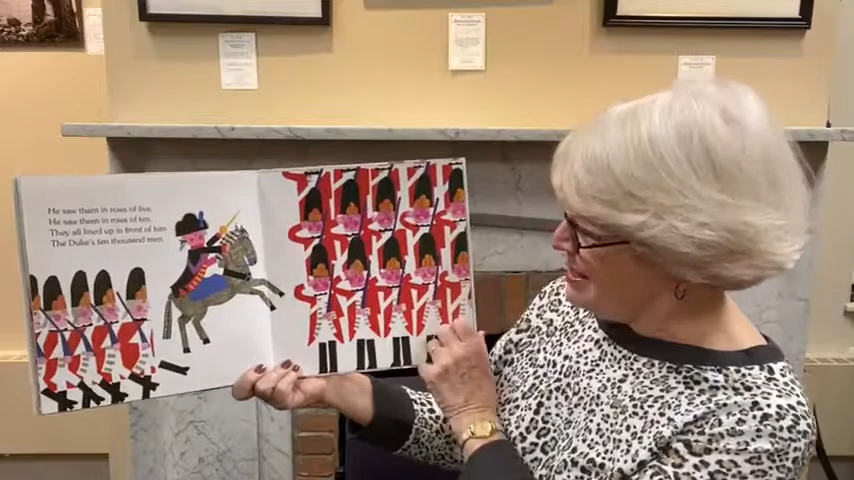 He saw them in rows of five,
He saw them in rows of ten,
They all lined up in front of him
The Duke's ten thousand men!